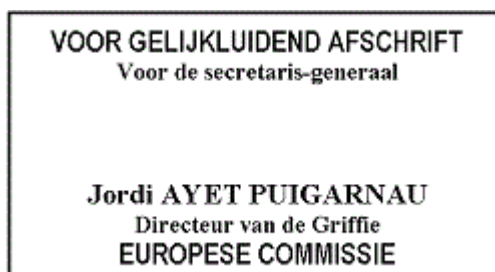 VOOR GELIJKLUIDEND AFSCHRIFT
Voor de secretaris-generaal
Jordi AYET PUIGARNAU
Directeur van de Griffie
EUROPESE COMMISSIE